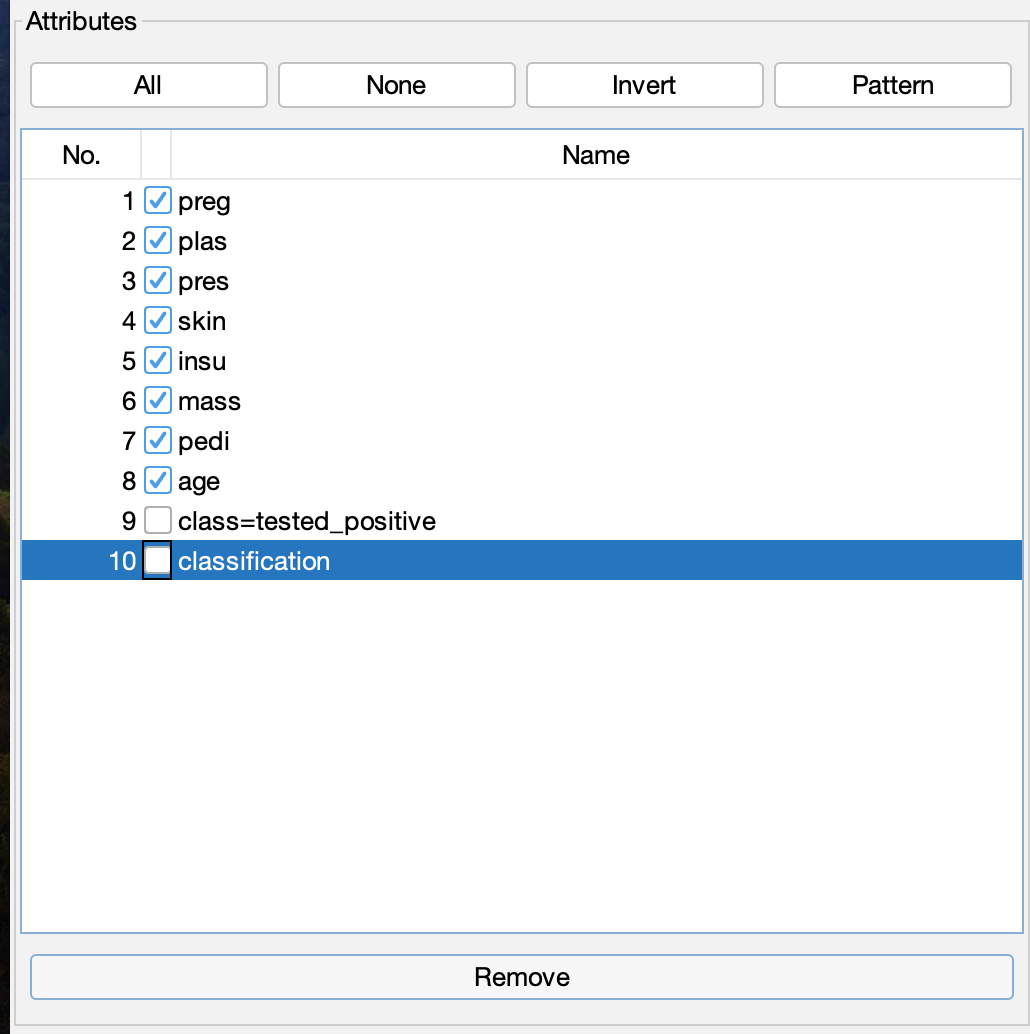 Attributes
All None Invert Pattern
No. Name
1 preg
2 plas
3 pres
4 skin
5 insu
6 mass
7 pedi
8 age
9 class=tested_positive
10 classification
Remove